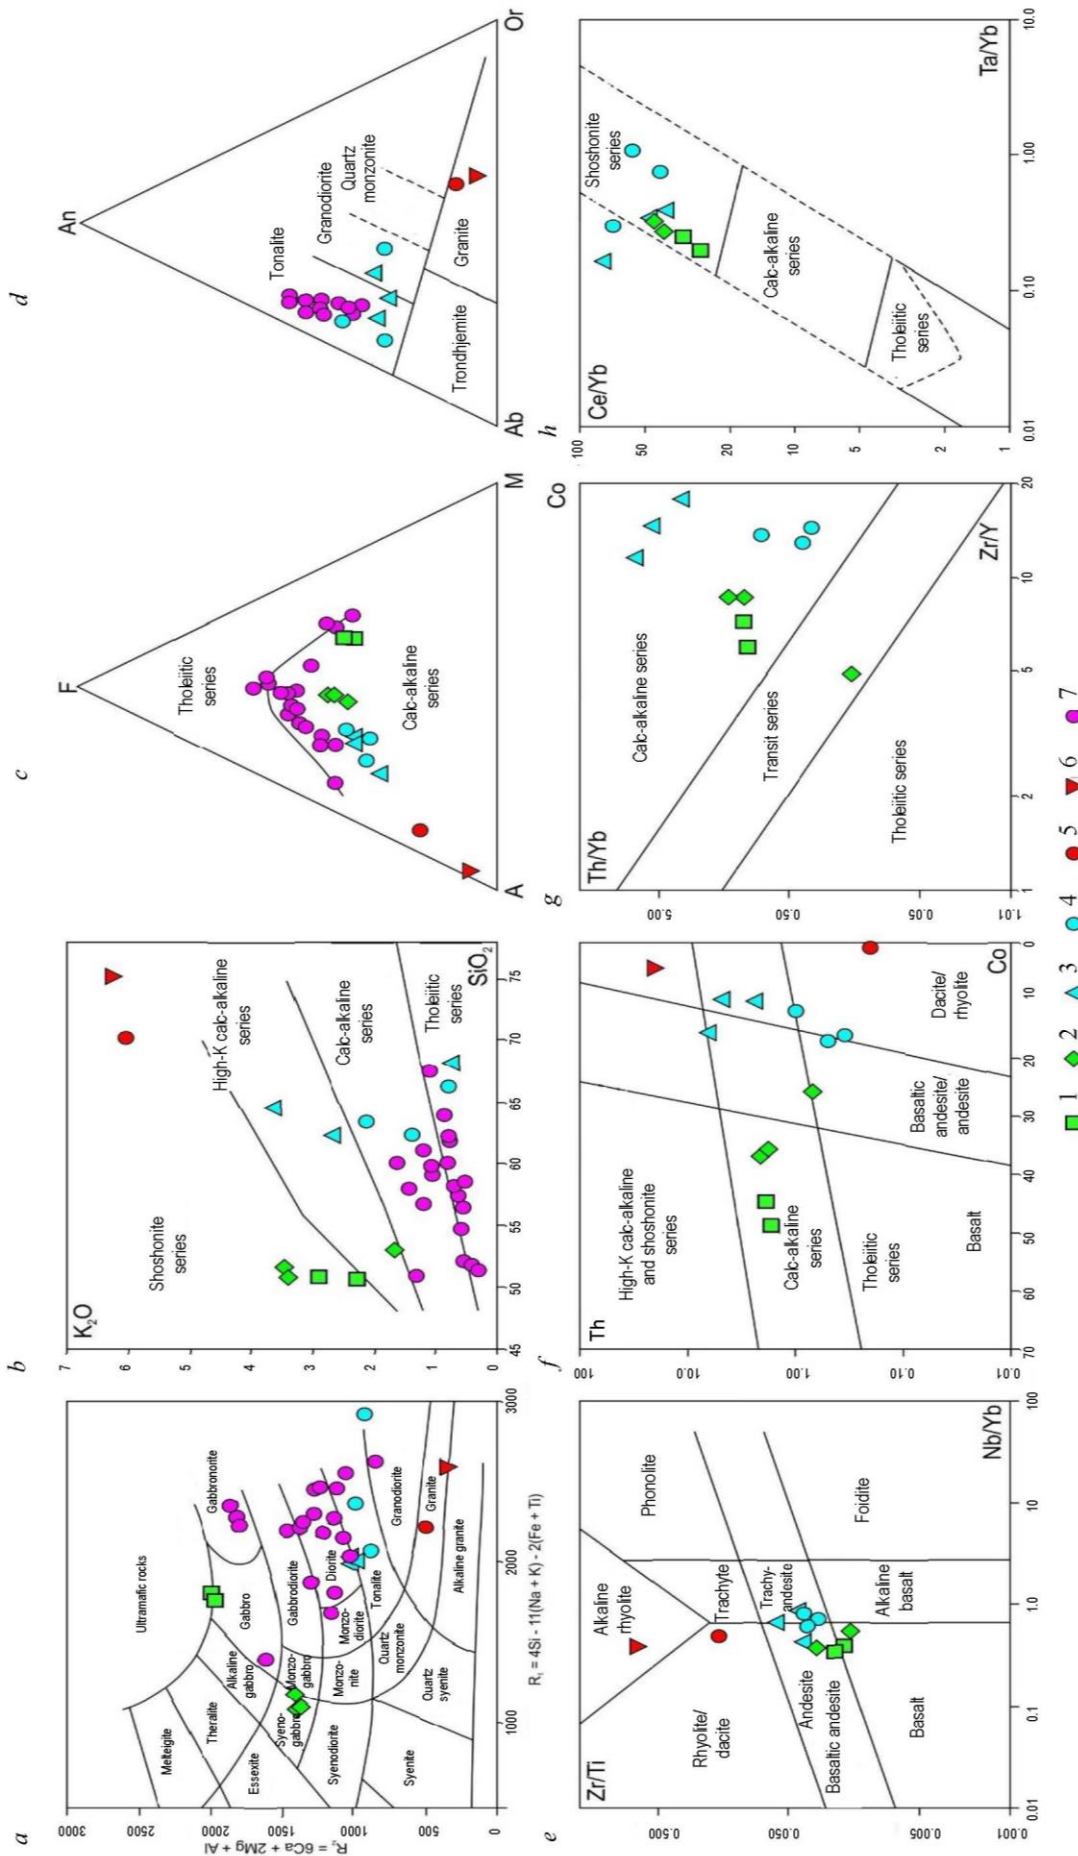 a
R₂ = 6Ca + 2Mg + Al
3000
2500
2000
1500
1000
500
0
Ultramafic rocks
Melteigite
Theralite
Alkaline
gabbro
Gabbro
Gabbronorite
Essexite
Syeno-
gabbro
Monzo-
gabbro
Gabbrodiorite
Syenodiorite
Monzo-
nite
Monzo-
diorite
Diorite
Tonalite
Syenite
Quartz
syenite
Quartz
monzonite
Granodiorite
Granite
Alkaline granite
1000
2000
3000
R₁ = 4Si - 11(Na + K) - 2(Fe + Ti)
b
K₂O
7
6
5
4
3
2
1
0
Shoshonite
series
High-K calc-alkaline
series
Calc-alkaline
series
Tholeiitic
series
SiO₂
45
50
55
60
65
70
75
c
F
Tholeiitic
series
Calc-alkaline
series
A
M
d
An
Tonalite
Granodiorite
Quartz
monzonite
Trondhjemite
Granite
Ab
Or
e
Zr/Ti
0.500
0.050
0.005
0.001
Alkaline
rhyolite
Phonolite
Rhyolite/
dacite
Trachyte
Trachy-
andesite
Andesite
Basaltic andesite
Foidite
Alkaline
basalt
Basalt
Nb/Yb
0.01
0.1
1.0
10
100
f
Th
100
10.0
1.00
0.10
0.01
High-K calc-alkaline
and shoshonite
series
Calc-alkaline
series
Tholeiitic
series
Basalt
Basaltic
andesite/
andesite
Dacite/
rhyolite
Co
70
60
50
40
30
20
10
0
g
Co
Th/Yb
5.00
0.50
0.05
1.01
Calc-alkaline series
Transit series
Tholeiitic series
Zr/Y
1
2
5
10
20
h
Ce/Yb
100
50
20
10
5
2
1
Shoshonite
series
Calc-alkaline
series
Tholeiitic
series
Ta/Yb
0.01
0.10
1.00
10.0
1
2
3
4
5
6
7